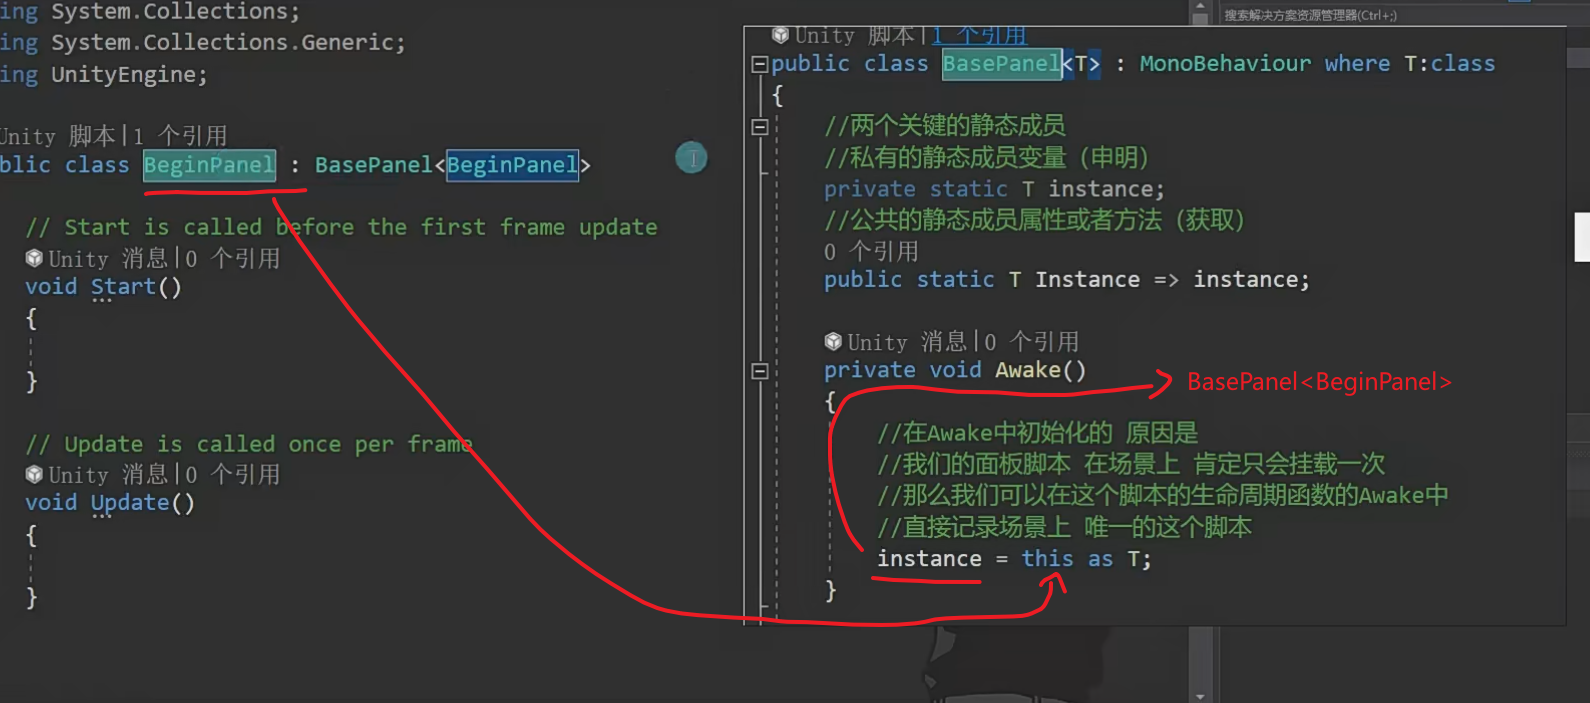 ing System.Collections;
ing System.Collections.Generic;
ing UnityEngine;
Unity 脚本|1 个引用
blic class BeginPanel : BasePanel<BeginPanel>
// Start is called before the first frame update
Unity 消息|0 个引用
void Start()
{
}
// Update is called once per frame
Unity 消息|0 个引用
void Update()
{
}
搜索解决方案资源管理器(Ctrl+;)
Unity 脚本|1 个引用
public class BasePanel<T> : MonoBehaviour where T:class
{
//两个关键的静态成员
//私有的静态成员变量（申明）
private static T instance;
//公共的静态成员属性或者方法（获取）
0 个引用
public static T Instance => instance;
Unity 消息|0 个引用
private void Awake()
BasePanel<BeginPanel>
{
//在Awake中初始化的 原因是
//我们的面板脚本 在场景上 肯定只会挂载一次
//那么我们可以在这个脚本的生命周期函数的Awake中
//直接记录场景上 唯一的这个脚本
instance = this as T;
}